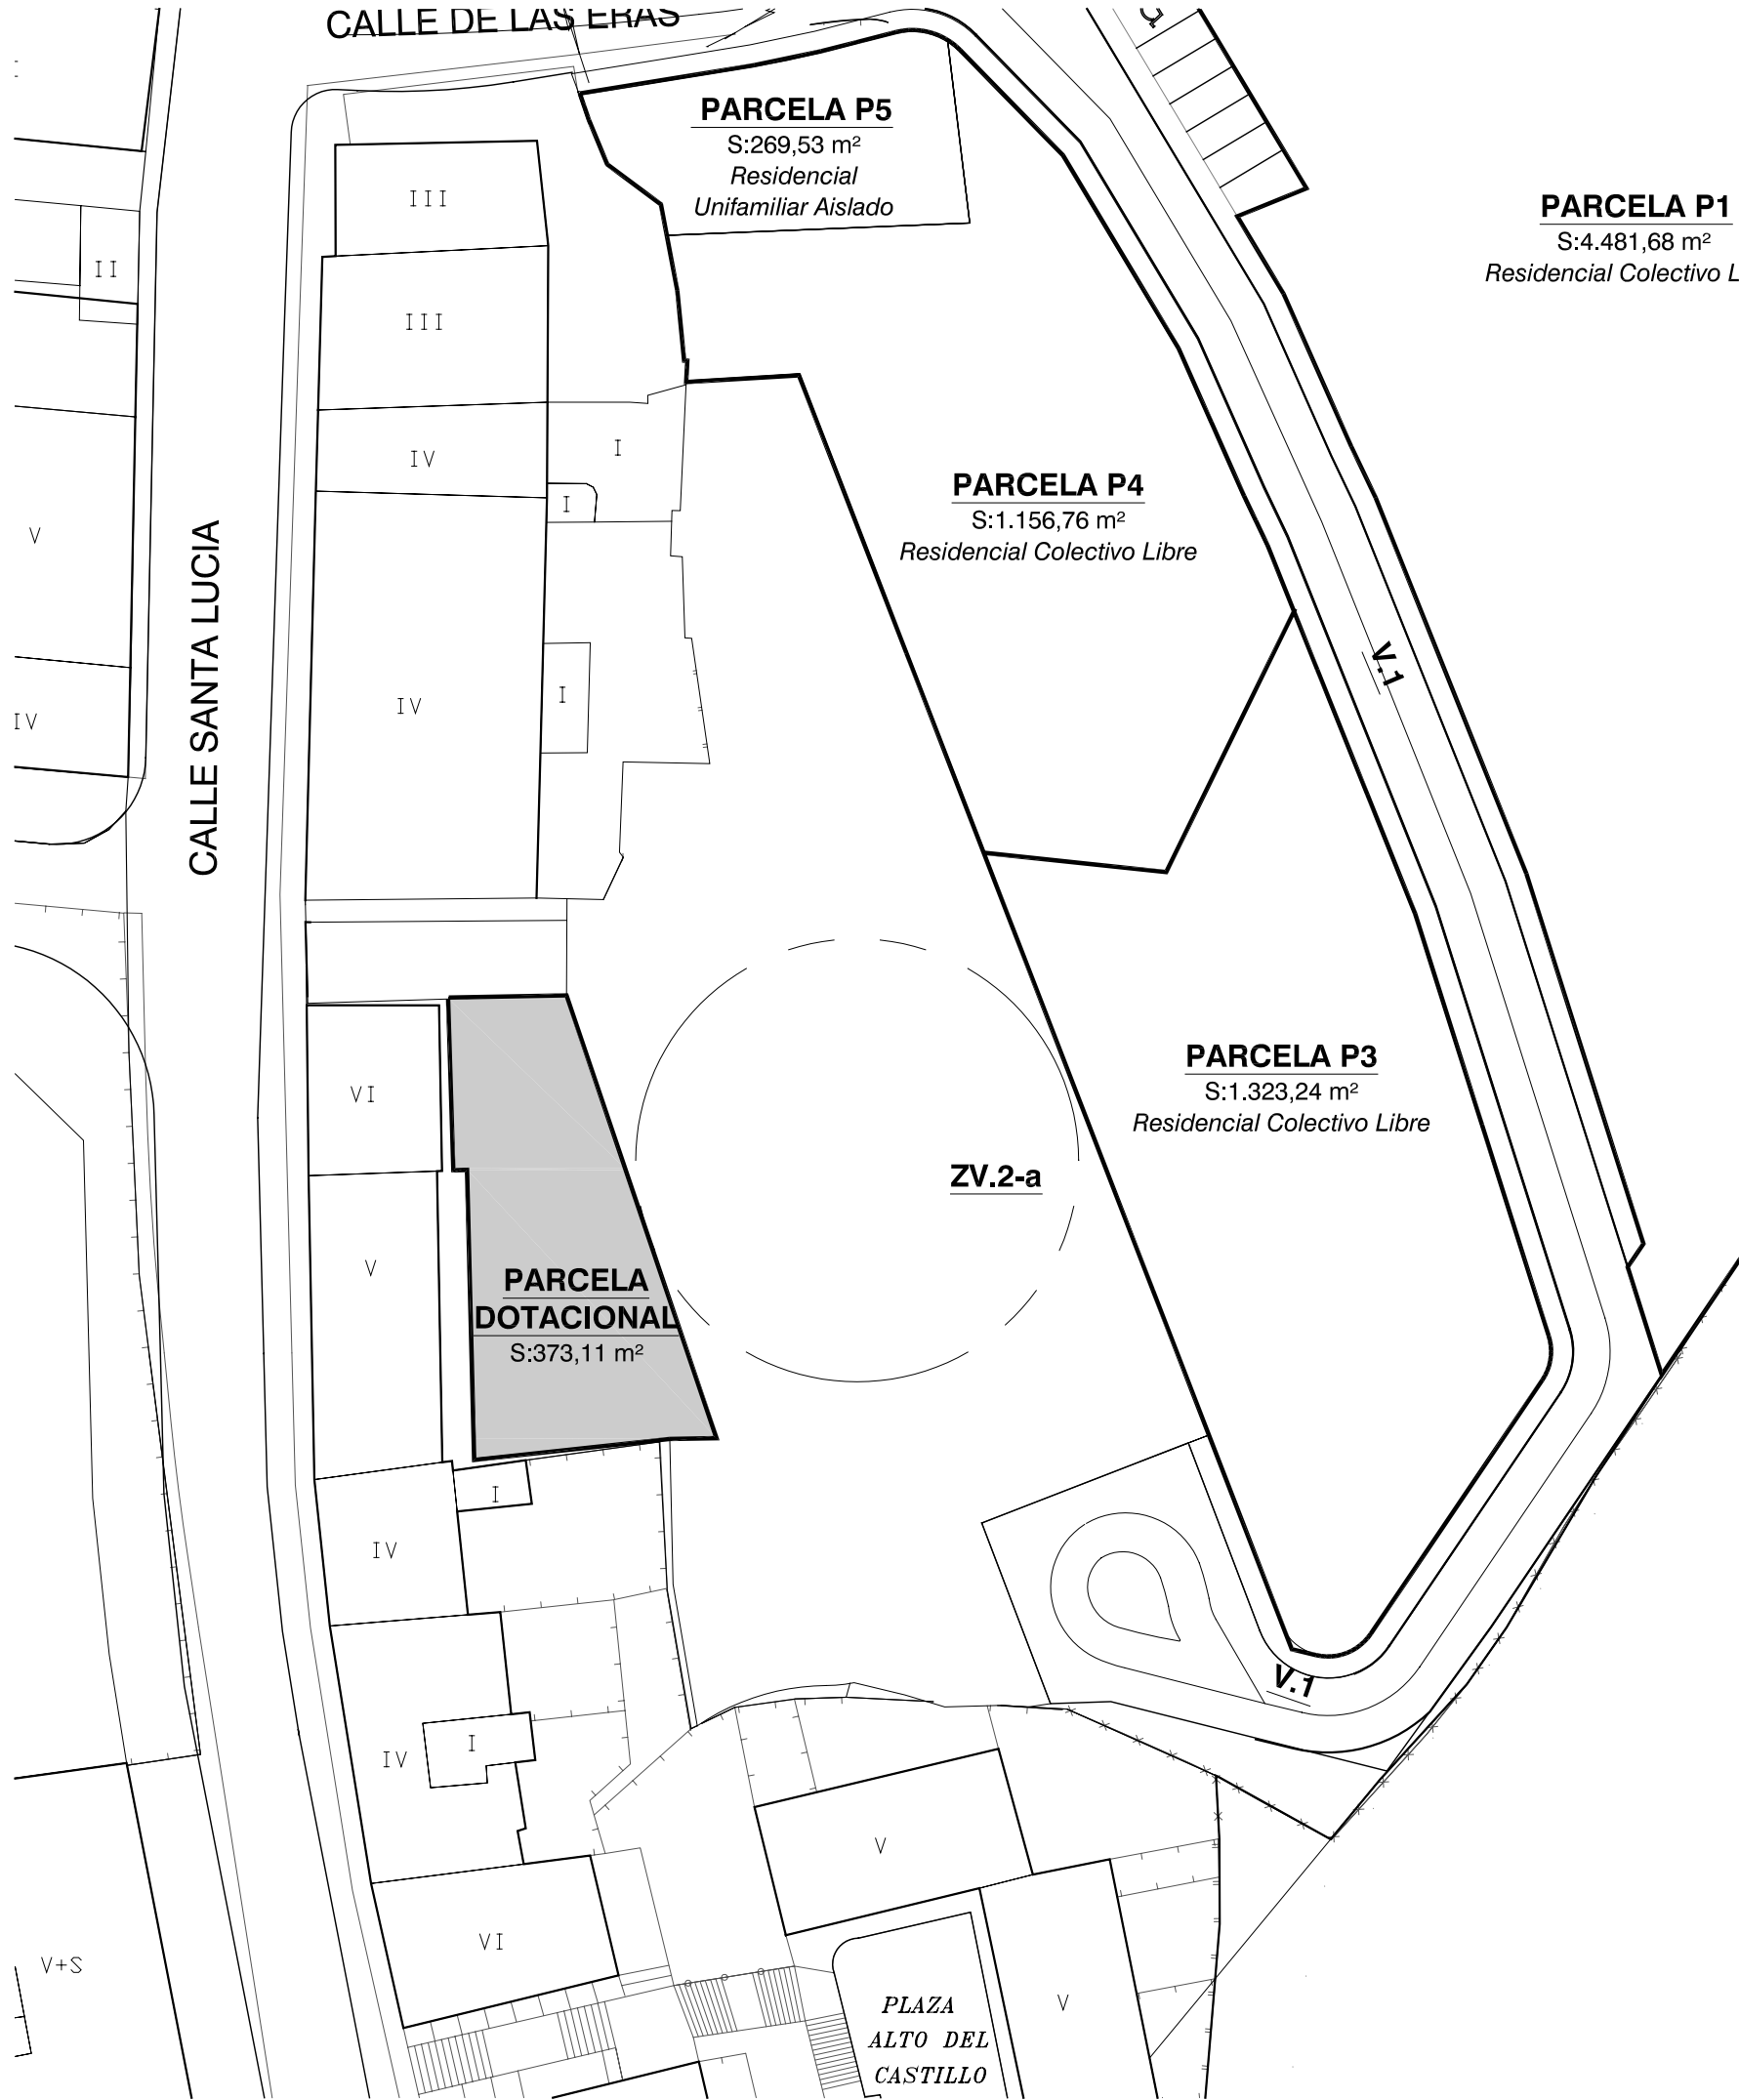 CALLE DE LAS ERAS
PARCELA P5
S:269,53 m²
Residencial
Unifamiliar Aislado
PARCELA P1
S:4.481,68 m²
Residencial Colectivo L
III
II
III
IV
I
I
PARCELA P4
S:1.156,76 m²
Residencial Colectivo Libre
V
CALLE SANTA LUCIA
IV
I
IV
V.1
PARCELA P3
S:1.323,24 m²
Residencial Colectivo Libre
VI
ZV.2-a
V
PARCELA
DOTACIONAL
S:373,11 m²
I
IV
V.1
I
IV
V
VI
V+S
V
PLAZA
ALTO DEL
CASTILLO